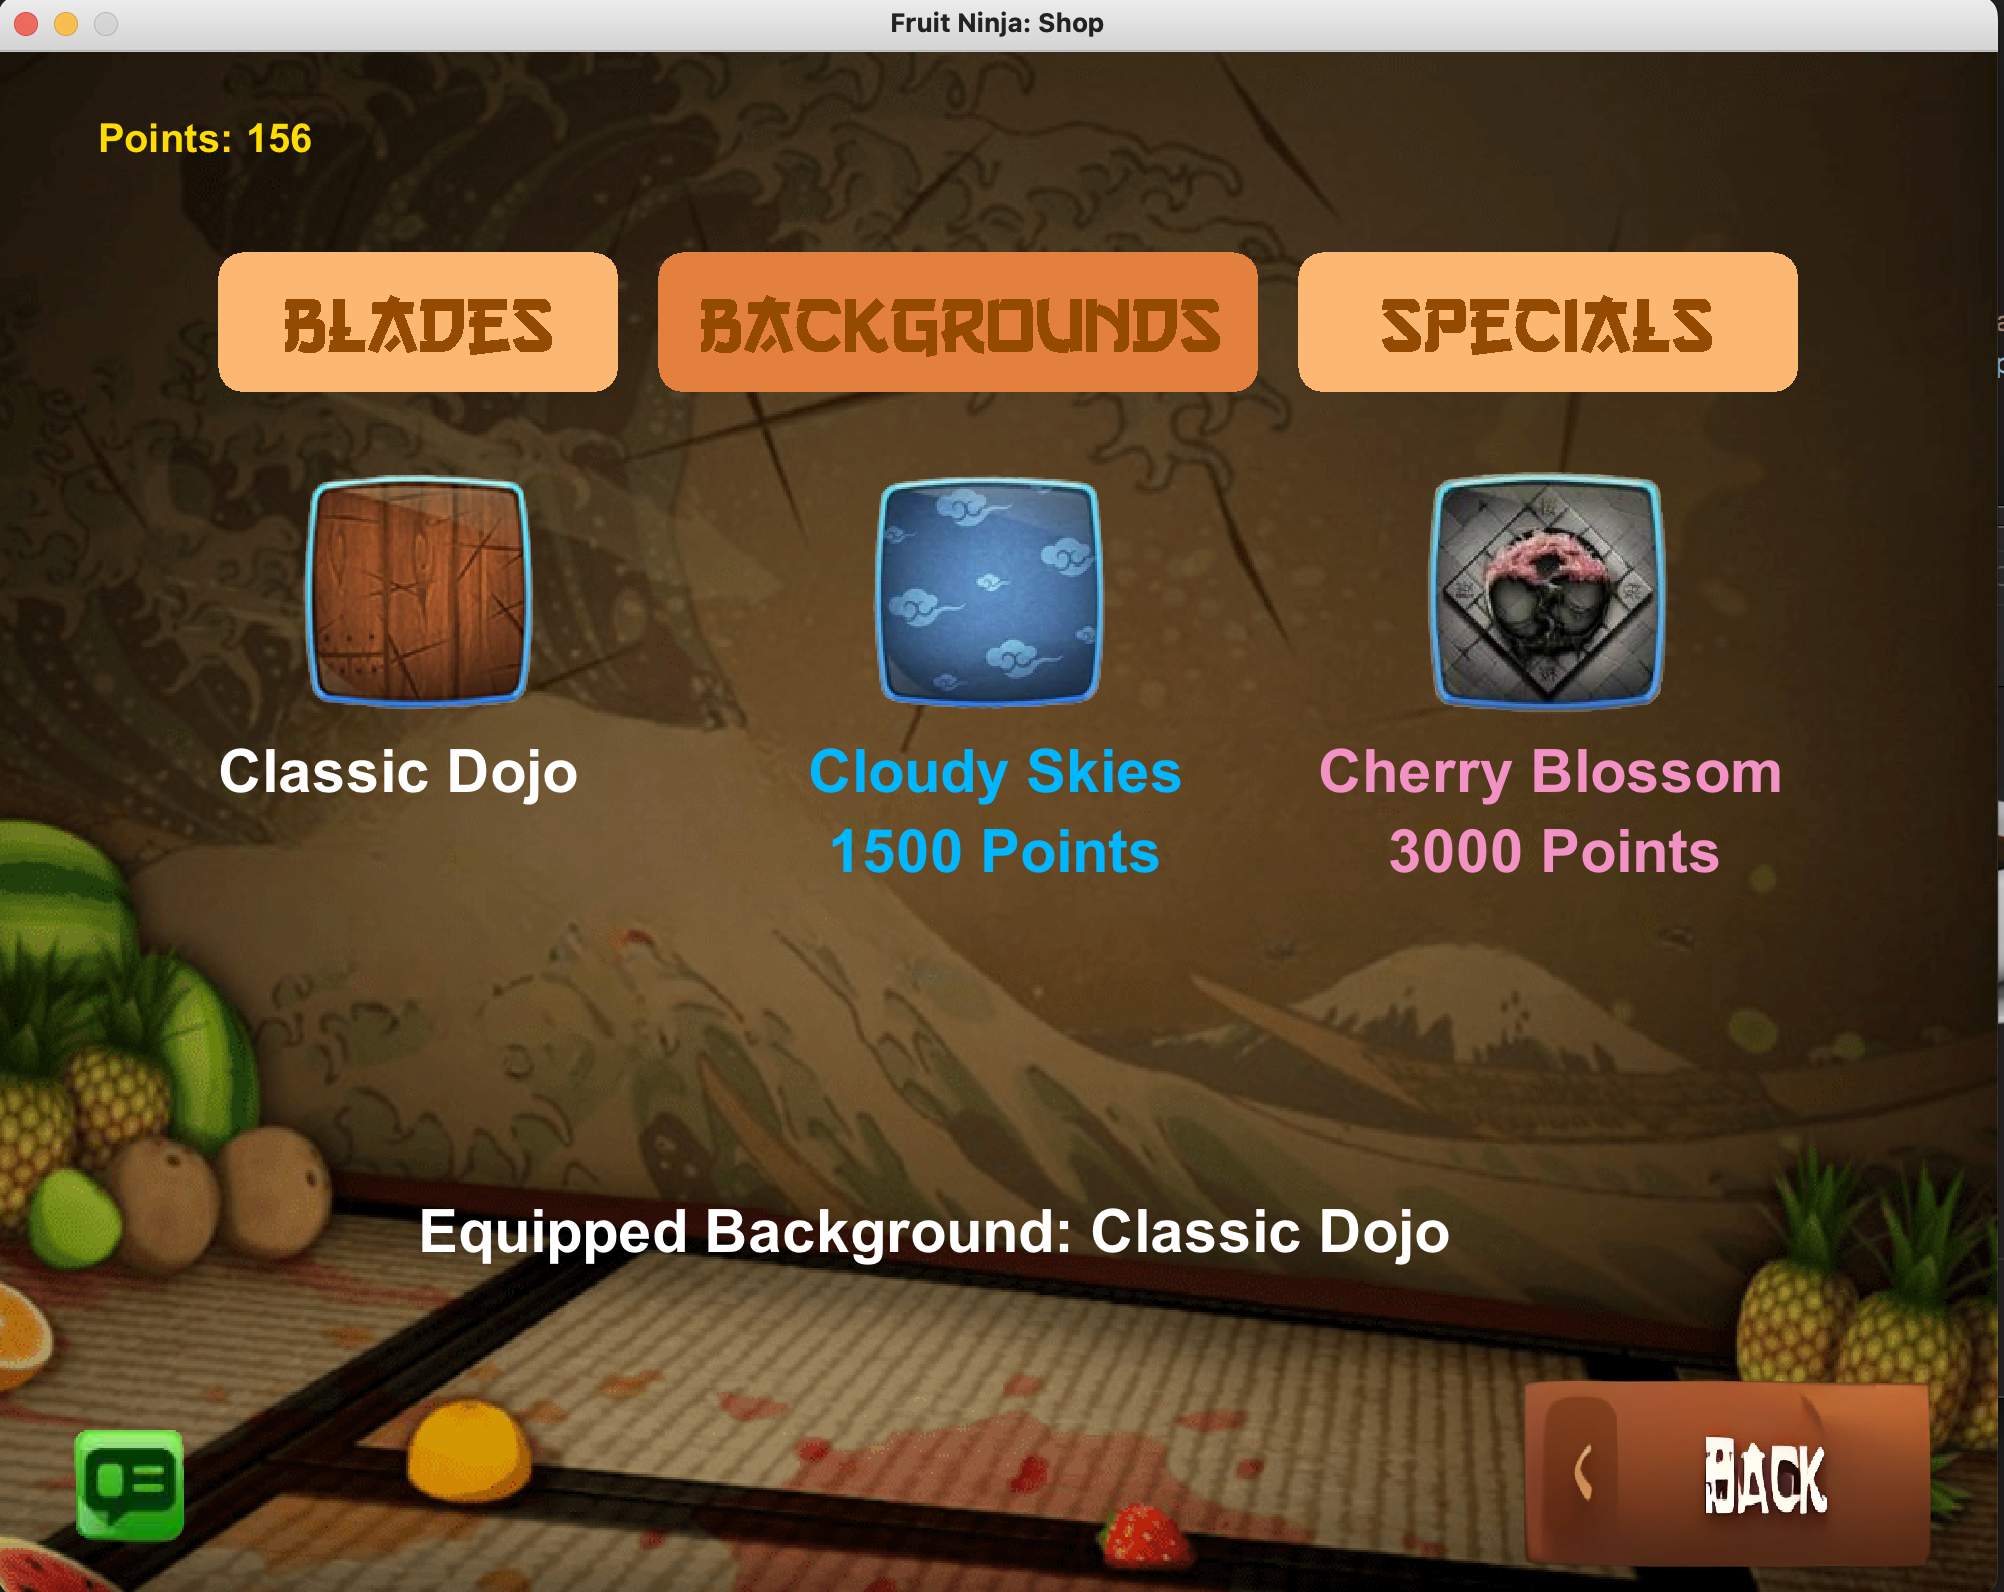 Fruit Ninja: Shop
Points: 156
BLADES
BACKGROUNDS
SPECIALS
Classic Dojo
Cloudy Skies
1500 Points
Cherry Blossom
3000 Points
Equipped Background: Classic Dojo
BACK